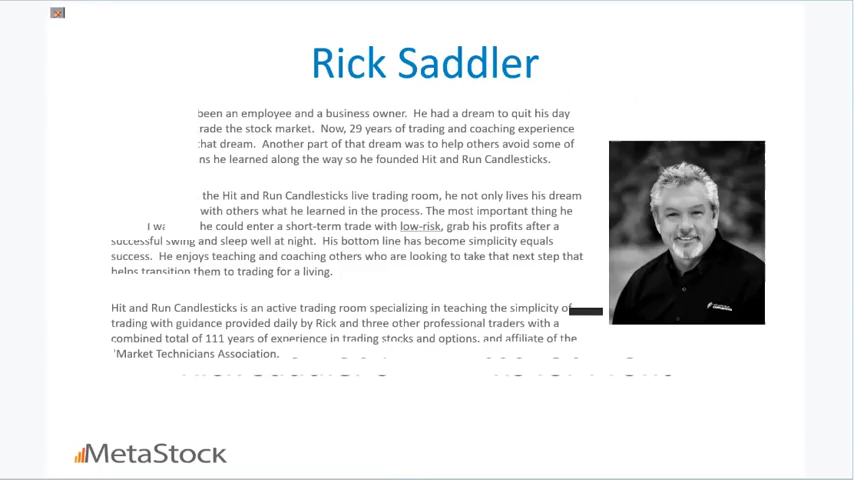 Rick Saddler
been an employee and a business owner. He had a dream to quit his day
rade the stock market. Now, 29 years of trading and coaching experience
that dream. Another part of that dream was to help others avoid some of
ns he learned along the way so he founded Hit and Run Candlesticks.
the Hit and Run Candlesticks live trading room, he not only lives his dream
with others what he learned in the process. The most important thing he
I wa he could enter a short-term trade with low-risk, grab his profits after a
successful swing and sleep well at night. His bottom line has become simplicity equals
success. He enjoys teaching and coaching others who are looking to take that next step that
helps transition them to trading for a living.
Hit and Run Candlesticks is an active trading room specializing in teaching the simplicity of
trading with guidance provided daily by Rick and three other professional traders with a
combined total of 111 years of experience in trading stocks and options, and affiliate of the
Market Technicians Association.
MetaStock